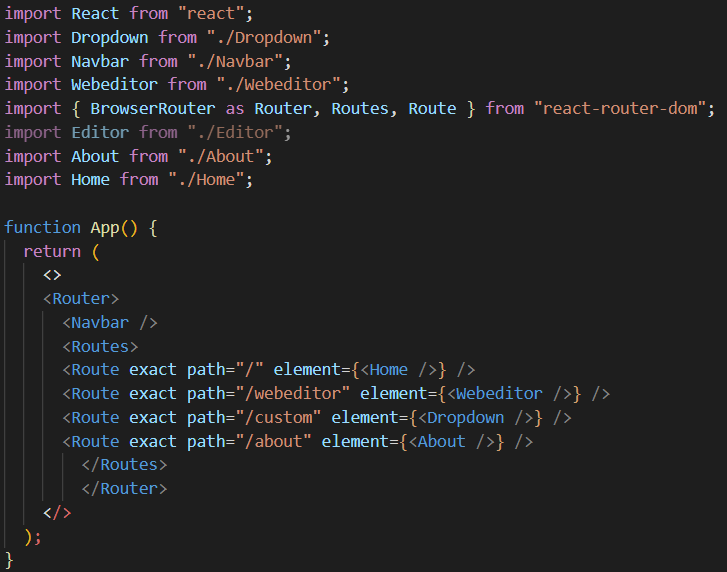 import React from "react";
import Dropdown from "./Dropdown";
import Navbar from "./Navbar";
import Webeditor from "./Webeditor";
import { BrowserRouter as Router, Routes, Route } from "react-router-dom";
import Editor from "./Editor";
import About from "./About";
import Home from "./Home";

function App() {
  return (
    <>
    <Router>
      <Navbar />
      <Routes>
      <Route exact path="/" element={<Home />} />
      <Route exact path="/webeditor" element={<Webeditor />} />
      <Route exact path="/custom" element={<Dropdown />} />
      <Route exact path="/about" element={<About />} />
        </Routes>
        </Router>
    </>
  );
}